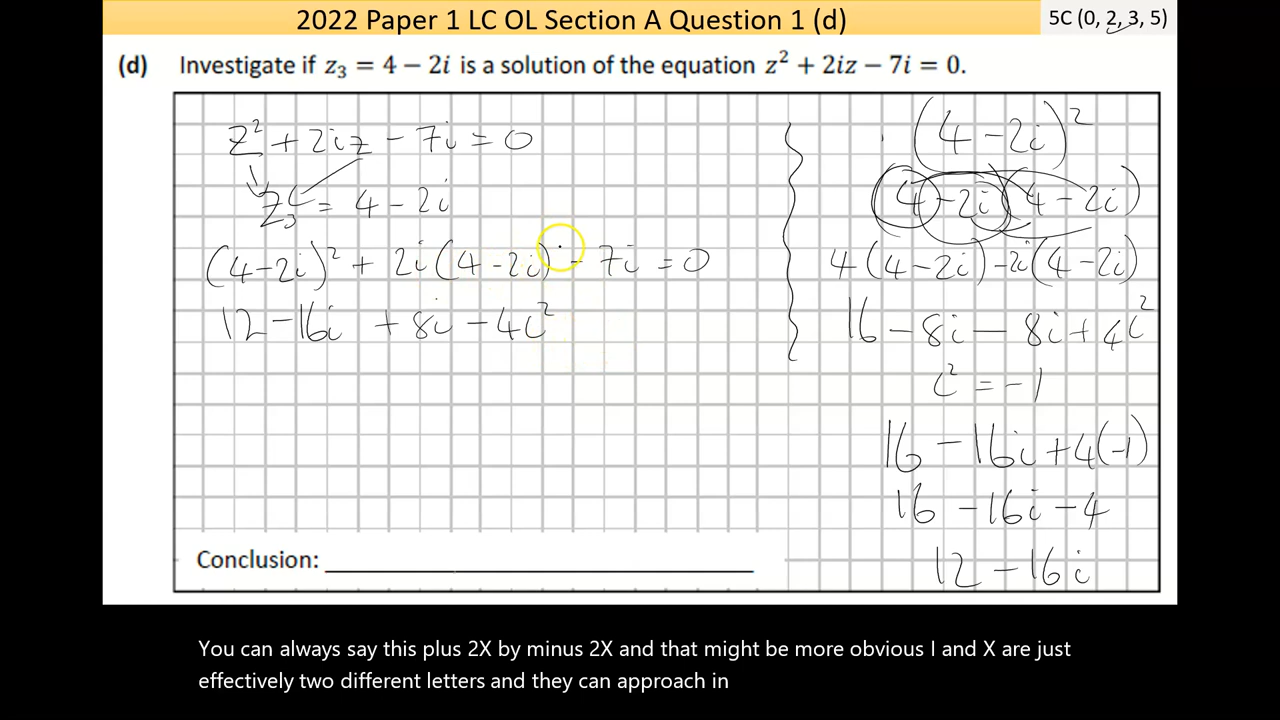 2022 Paper 1 LC OL Section A Question 1 (d)
5C (0, 2, 3, 5)
(d) Investigate if z₃ = 4 − 2i is a solution of the equation z² + 2iz − 7i = 0.
z² + 2iz − 7i = 0
z₃ = 4 − 2i
(4−2i)² + 2i(4−2i) − 7i = 0
12 − 16i + 8i − 4i²
(4 − 2i)²
(4 − 2i)(4 − 2i)
4(4 − 2i) −2i(4 − 2i)
16 − 8i − 8i + 4i²
i² = −1
16 − 16i + 4(−1)
16 − 16i − 4
12 − 16i
Conclusion:
You can always say this plus 2X by minus 2X and that might be more obvious I and X are just
effectively two different letters and they can approach in